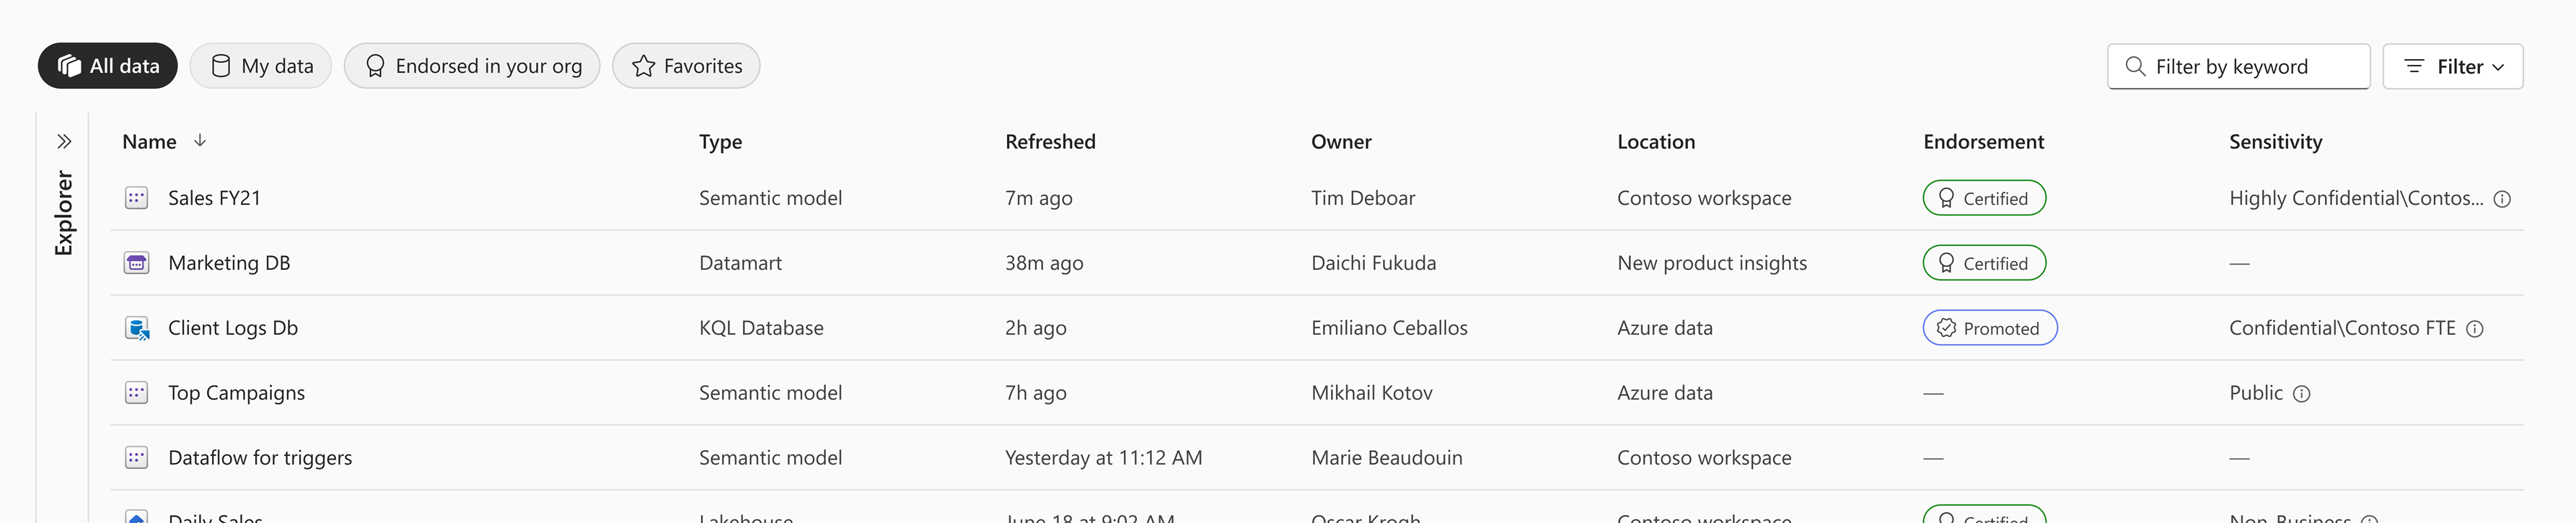 All data My data Endorsed in your org Favorites Filter by keyword Filter
Explorer
Name Type Refreshed Owner Location Endorsement Sensitivity
Sales FY21 Semantic model 7m ago Tim Deboar Contoso workspace Certified Highly Confidential\Contos...
Marketing DB Datamart 38m ago Daichi Fukuda New product insights Certified —
Client Logs Db KQL Database 2h ago Emiliano Ceballos Azure data Promoted Confidential\Contoso FTE
Top Campaigns Semantic model 7h ago Mikhail Kotov Azure data — Public
Dataflow for triggers Semantic model Yesterday at 11:12 AM Marie Beaudouin Contoso workspace — —
Daily Sales Lakehouse June 18 at 9:02 AM Oscar Krogh Contoso workspace Certified Non-Business